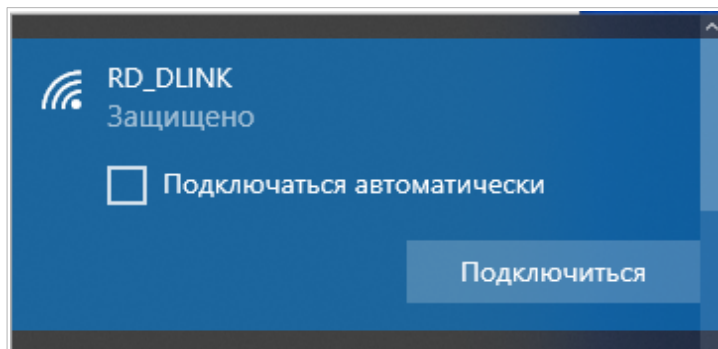 RD_DLINK
Защищено
Подключаться автоматически
Подключиться